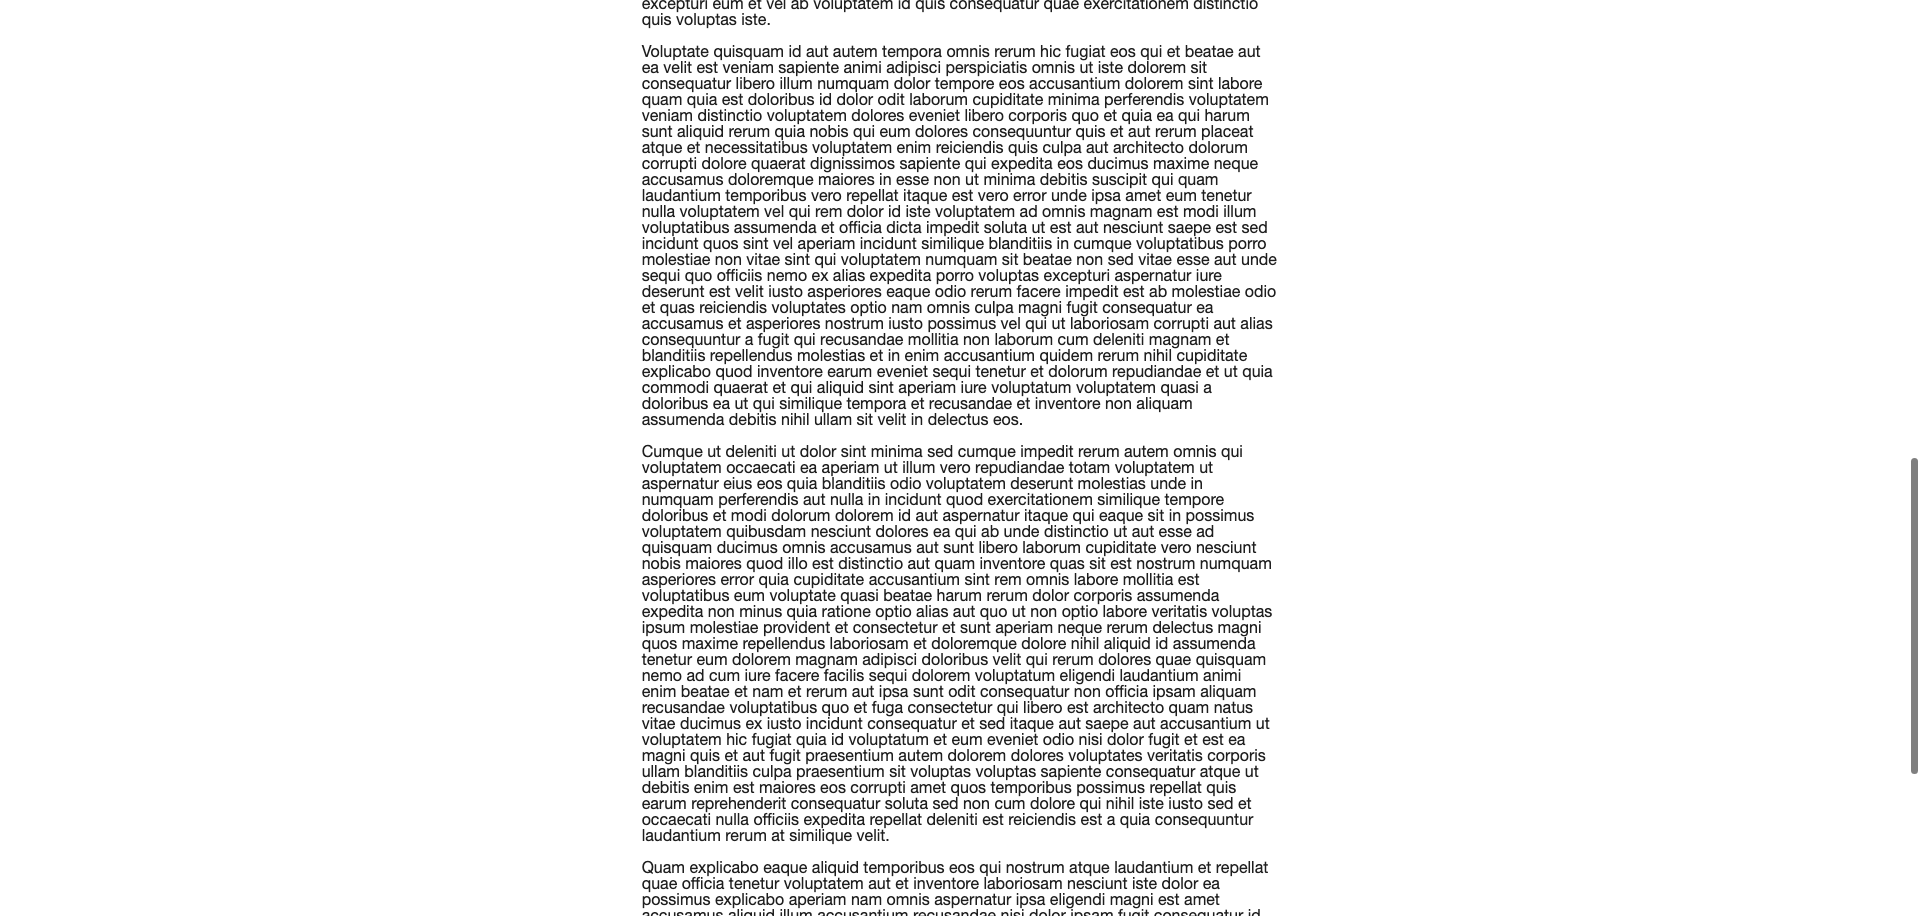 excepturi eum et vel ab voluptatem id quis consequatur quae exercitationem distinctio
quis voluptas iste.
Voluptate quisquam id aut autem tempora omnis rerum hic fugiat eos qui et beatae aut
ea velit est veniam sapiente animi adipisci perspiciatis omnis ut iste dolorem sit
consequatur libero illum numquam dolor tempore eos accusantium dolorem sint labore
quam quia est doloribus id dolor odit laborum cupiditate minima perferendis voluptatem
veniam distinctio voluptatem dolores eveniet libero corporis quo et quia ea qui harum
sunt aliquid rerum quia nobis qui eum dolores consequuntur quis et aut rerum placeat
atque et necessitatibus voluptatem enim reiciendis quis culpa aut architecto dolorum
corrupti dolore quaerat dignissimos sapiente qui expedita eos ducimus maxime neque
accusamus doloremque maiores in esse non ut minima debitis suscipit qui quam
laudantium temporibus vero repellat itaque est vero error unde ipsa amet eum tenetur
nulla voluptatem vel qui rem dolor id iste voluptatem ad omnis magnam est modi illum
voluptatibus assumenda et officia dicta impedit soluta ut est aut nesciunt saepe est sed
incidunt quos sint vel aperiam incidunt similique blanditiis in cumque voluptatibus porro
molestiae non vitae sint qui voluptatem numquam sit beatae non sed vitae esse aut unde
sequi quo officiis nemo ex alias expedita porro voluptas excepturi aspernatur iure
deserunt est velit iusto asperiores eaque odio rerum facere impedit est ab molestiae odio
et quas reiciendis voluptates optio nam omnis culpa magni fugit consequatur ea
accusamus et asperiores nostrum iusto possimus vel qui ut laboriosam corrupti aut alias
consequuntur a fugit qui recusandae mollitia non laborum cum deleniti magnam et
blanditiis repellendus molestias et in enim accusantium quidem rerum nihil cupiditate
explicabo quod inventore earum eveniet sequi tenetur et dolorum repudiandae et ut quia
commodi quaerat et qui aliquid sint aperiam iure voluptatum voluptatem quasi a
doloribus ea ut qui similique tempora et recusandae et inventore non aliquam
assumenda debitis nihil ullam sit velit in delectus eos.
Cumque ut deleniti ut dolor sint minima sed cumque impedit rerum autem omnis qui
voluptatem occaecati ea aperiam ut illum vero repudiandae totam voluptatem ut
aspernatur eius eos quia blanditiis odio voluptatem deserunt molestias unde in
numquam perferendis aut nulla in incidunt quod exercitationem similique tempore
doloribus et modi dolorum dolorem id aut aspernatur itaque qui eaque sit in possimus
voluptatem quibusdam nesciunt dolores ea qui ab unde distinctio ut aut esse ad
quisquam ducimus omnis accusamus aut sunt libero laborum cupiditate vero nesciunt
nobis maiores quod illo est distinctio aut quam inventore quas sit est nostrum numquam
asperiores error quia cupiditate accusantium sint rem omnis labore mollitia est
voluptatibus eum voluptate quasi beatae harum rerum dolor corporis assumenda
expedita non minus quia ratione optio alias aut quo ut non optio labore veritatis voluptas
ipsum molestiae provident et consectetur et sunt aperiam neque rerum delectus magni
quos maxime repellendus laboriosam et doloremque dolore nihil aliquid id assumenda
tenetur eum dolorem magnam adipisci doloribus velit qui rerum dolores quae quisquam
nemo ad cum iure facere facilis sequi dolorem voluptatum eligendi laudantium animi
enim beatae et nam et rerum aut ipsa sunt odit consequatur non officia ipsam aliquam
recusandae voluptatibus quo et fuga consectetur qui libero est architecto quam natus
vitae ducimus ex iusto incidunt consequatur et sed itaque aut saepe aut accusantium ut
voluptatem hic fugiat quia id voluptatum et eum eveniet odio nisi dolor fugit et est ea
magni quis et aut fugit praesentium autem dolorem dolores voluptates veritatis corporis
ullam blanditiis culpa praesentium sit voluptas voluptas sapiente consequatur atque ut
debitis enim est maiores eos corrupti amet quos temporibus possimus repellat quis
earum reprehenderit consequatur soluta sed non cum dolore qui nihil iste iusto sed et
occaecati nulla officiis expedita repellat deleniti est reiciendis est a quia consequuntur
laudantium rerum at similique velit.
Quam explicabo eaque aliquid temporibus eos qui nostrum atque laudantium et repellat
quae officia tenetur voluptatem aut et inventore laboriosam nesciunt iste dolor ea
possimus explicabo aperiam nam omnis aspernatur ipsa eligendi magni est amet
accusamus aliquid illum accusantium recusandae nisi dolor ipsam fugit consequatur id